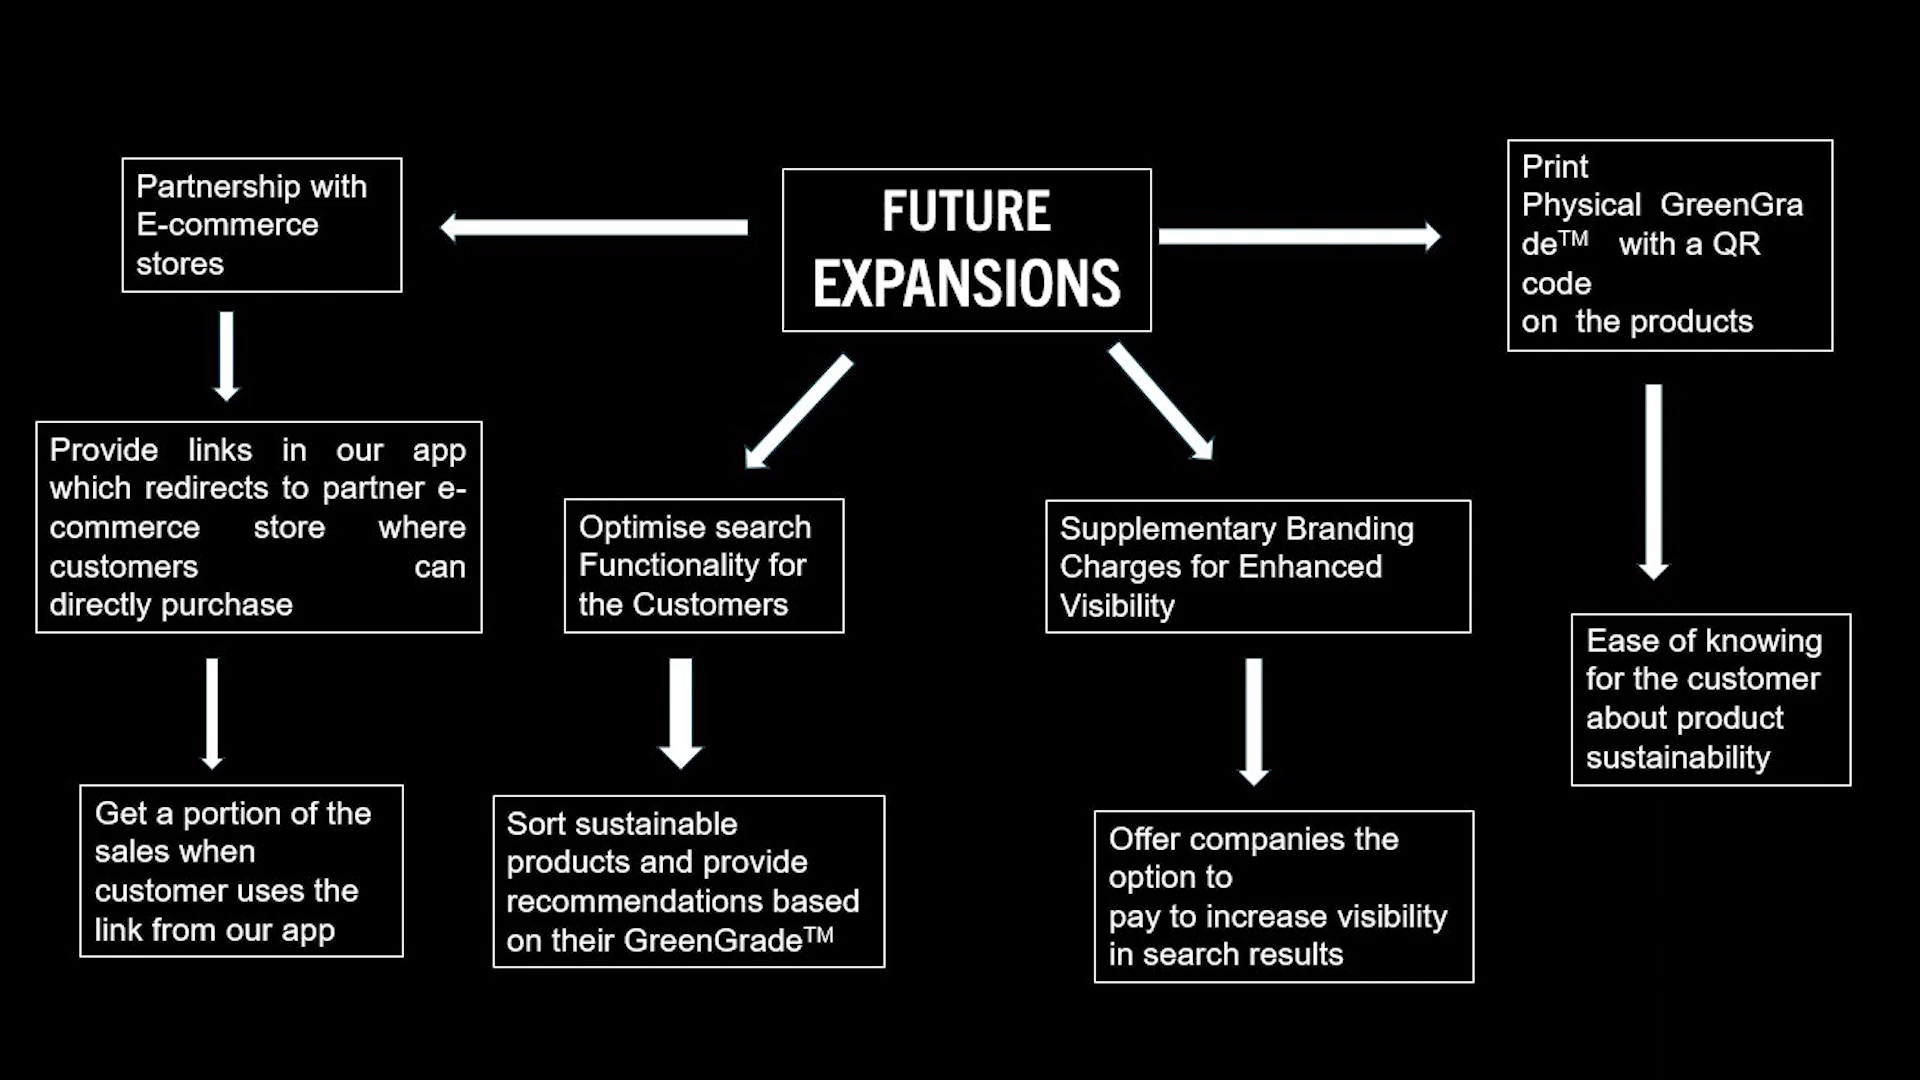 FUTURE
EXPANSIONS
Partnership with
E-commerce
stores
Provide links in our app
which redirects to partner e-
commerce store where
customers can
directly purchase
Get a portion of the
sales when
customer uses the
link from our app
Optimise search
Functionality for
the Customers
Sort sustainable
products and provide
recommendations based
on their GreenGrade™
Supplementary Branding
Charges for Enhanced
Visibility
Offer companies the
option to
pay to increase visibility
in search results
Print
Physical GreenGra
de™ with a QR
code
on the products
Ease of knowing
for the customer
about product
sustainability